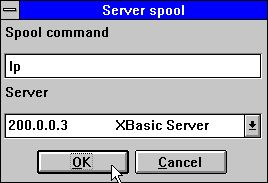 Server spool
Spool command
lp
Server
200.0.0.3 XBasic Server
OK Cancel